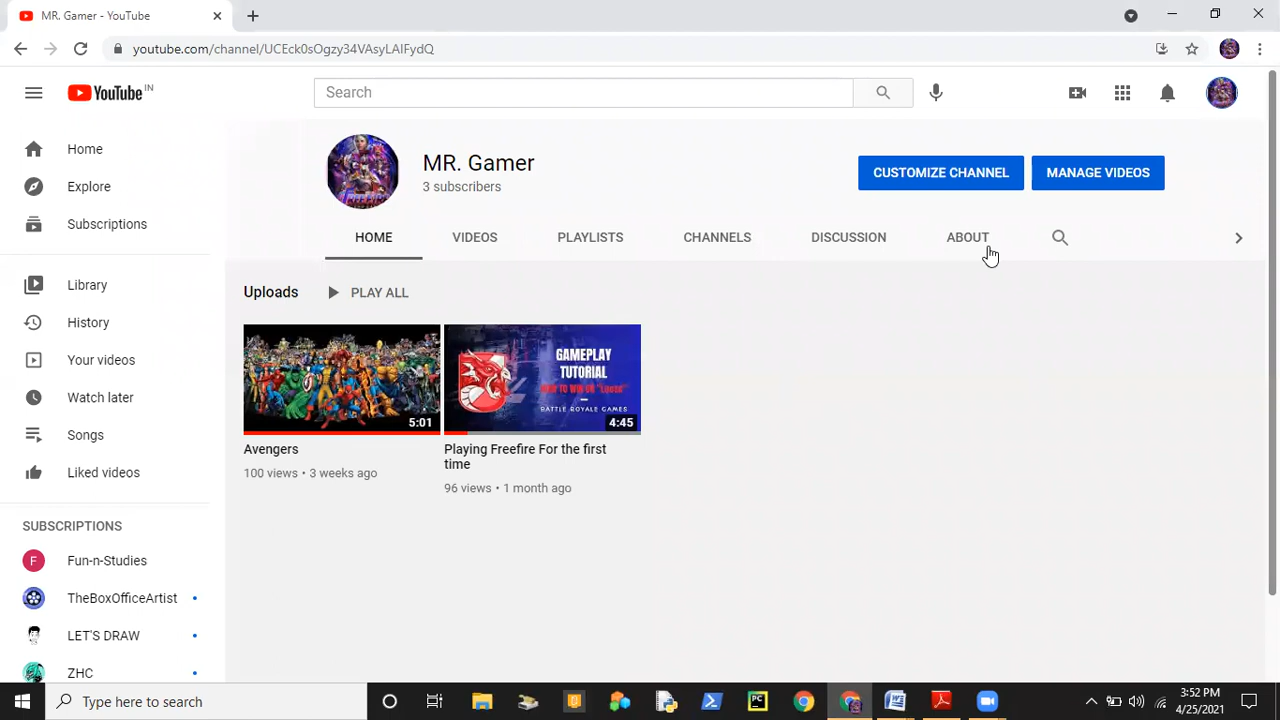 MR. Gamer - YouTube
youtube.com/channel/UCEck0sOgzy34VAsyLAIFydQ
YouTube IN
Search
Home
Explore
Subscriptions
Library
History
Your videos
Watch later
Songs
Liked videos
SUBSCRIPTIONS
F Fun-n-Studies
TheBoxOfficeArtist
LET'S DRAW
ZHC
MR. Gamer
3 subscribers
CUSTOMIZE CHANNEL
MANAGE VIDEOS
HOME VIDEOS PLAYLISTS CHANNELS DISCUSSION ABOUT
Uploads PLAY ALL
5:01
Avengers
100 views • 3 weeks ago
GAMEPLAY
TUTORIAL
BATTLE ROYALE GAMES
4:45
Playing Freefire For the first
time
96 views • 1 month ago
Type here to search
PC
3:52 PM
4/25/2021